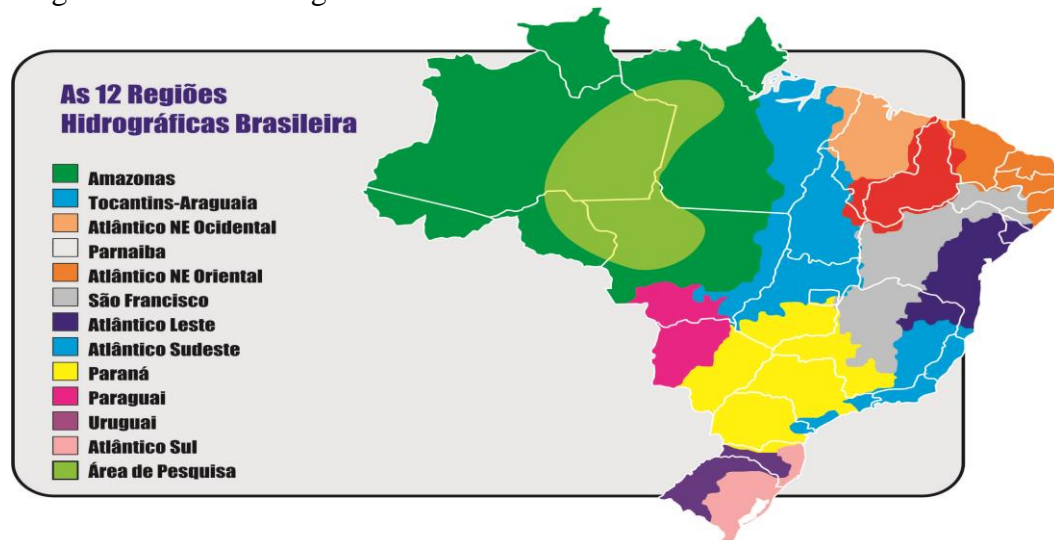 As 12 Regiões
Hidrográficas Brasileira
Amazonas
Tocantins-Araguaia
Atlântico NE Ocidental
Parnaiba
Atlântico NE Oriental
São Francisco
Atlântico Leste
Atlântico Sudeste
Paraná
Paraguai
Uruguai
Atlântico Sul
Área de Pesquisa